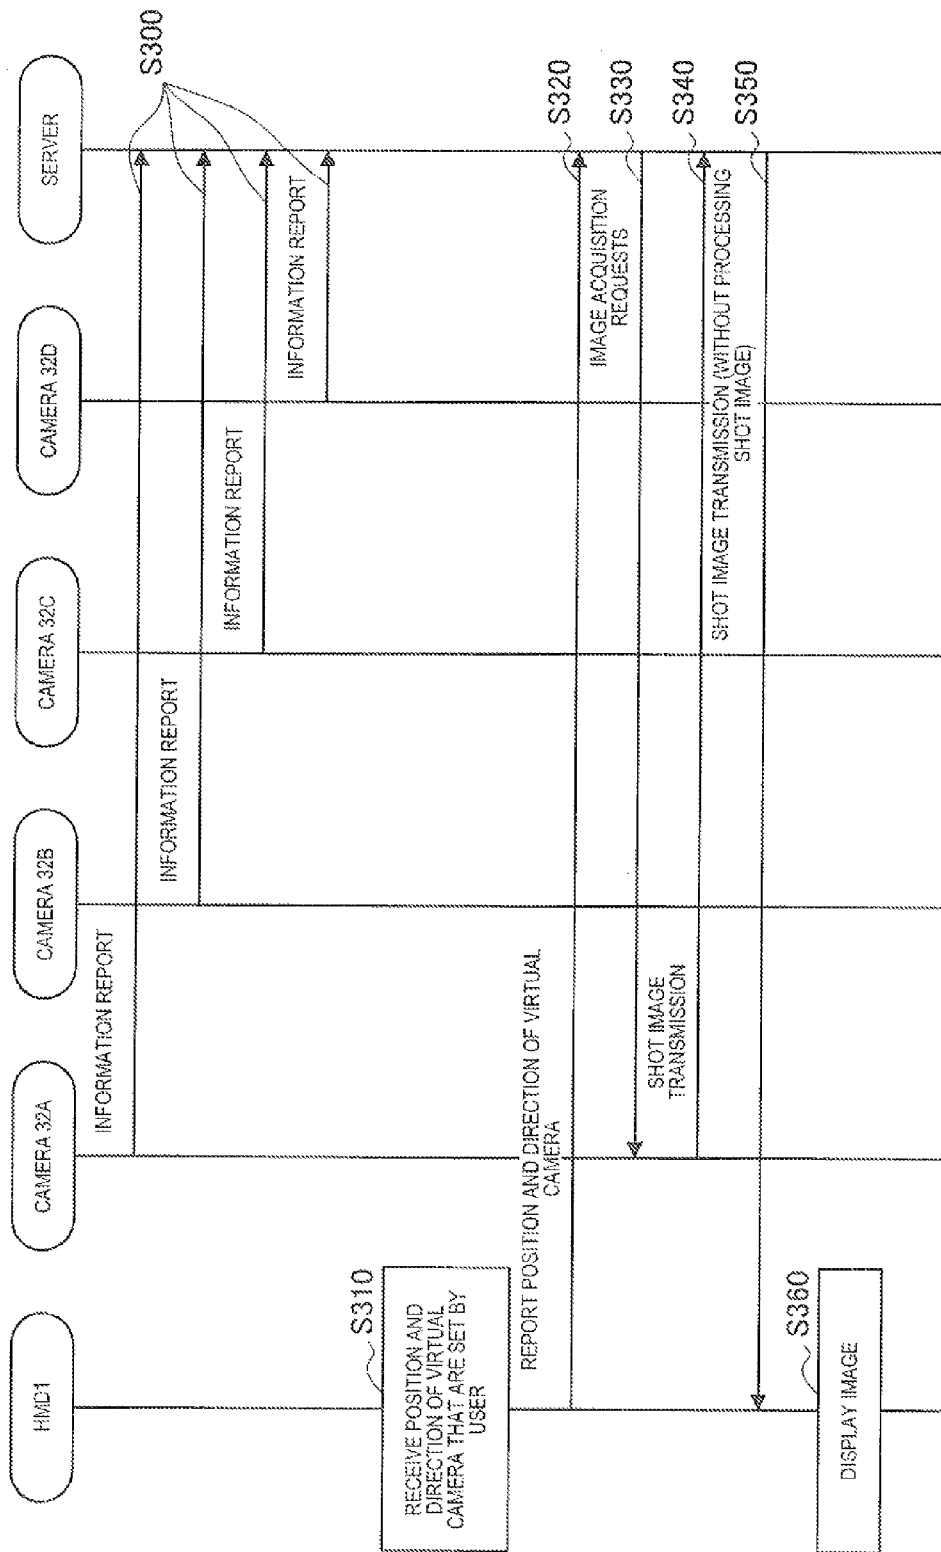 HMD1
CAMERA 32A
CAMERA 32B
CAMERA 32C
CAMERA 32D
SERVER
S300
INFORMATION REPORT
INFORMATION REPORT
INFORMATION REPORT
INFORMATION REPORT
S310
RECEIVE POSITION AND
DIRECTION OF VIRTUAL
CAMERA THAT ARE SET BY
USER
REPORT POSITION AND DIRECTION OF VIRTUAL
CAMERA
S320
IMAGE ACQUISITION
REQUESTS
S330
SHOT IMAGE
TRANSMISSION
S340
SHOT IMAGE TRANSMISSION (WITHOUT PROCESSING
SHOT IMAGE)
S350
S360
DISPLAY IMAGE